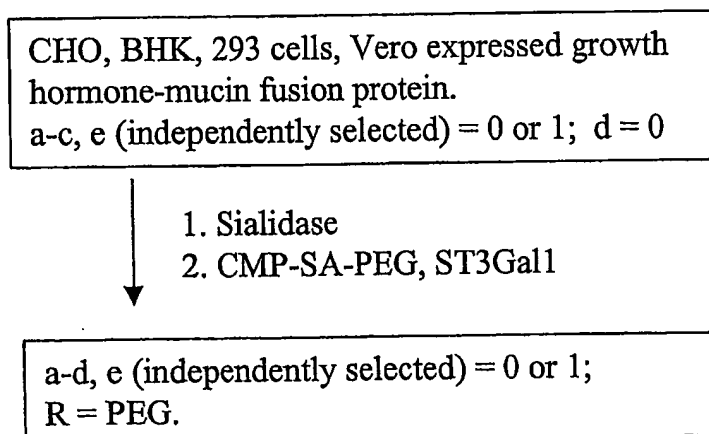 CHO, BHK, 293 cells, Vero expressed growth
hormone-mucin fusion protein.
a-c, e (independently selected) = 0 or 1; d = 0
1. Sialidase
2. CMP-SA-PEG, ST3Gal1
a-d, e (independently selected) = 0 or 1;
R = PEG.